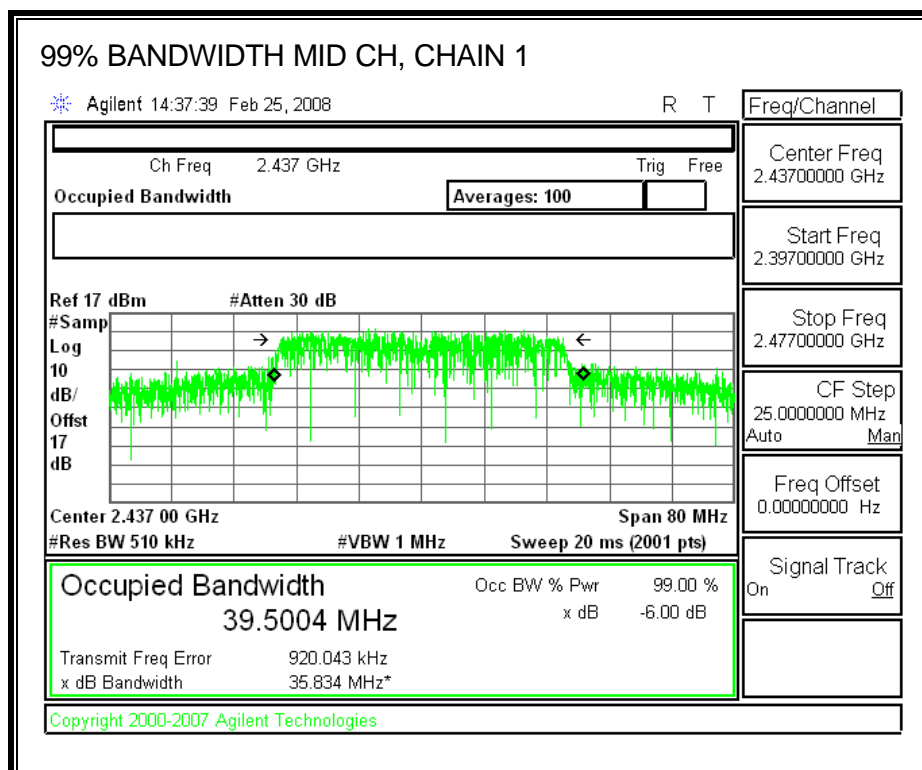 99% BANDWIDTH MID CH, CHAIN 1
Agilent 14:37:39 Feb 25, 2008 R T
Freq/Channel
Ch Freq 2.437 GHz Trig Free
Occupied Bandwidth Averages: 100
Center Freq
2.43700000 GHz
Start Freq
2.39700000 GHz
Stop Freq
2.47700000 GHz
CF Step
25.0000000 MHz
Auto Man
Freq Offset
0.00000000 Hz
Signal Track
On Off
Ref 17 dBm #Atten 30 dB
#Samp
Log
10
dB/
Offst
17
dB
Center 2.437 00 GHz Span 80 MHz
#Res BW 510 kHz #VBW 1 MHz Sweep 20 ms (2001 pts)
Occupied Bandwidth Occ BW % Pwr 99.00 %
39.5004 MHz x dB -6.00 dB
Transmit Freq Error 920.043 kHz
x dB Bandwidth 35.834 MHz*
Copyright 2000-2007 Agilent Technologies